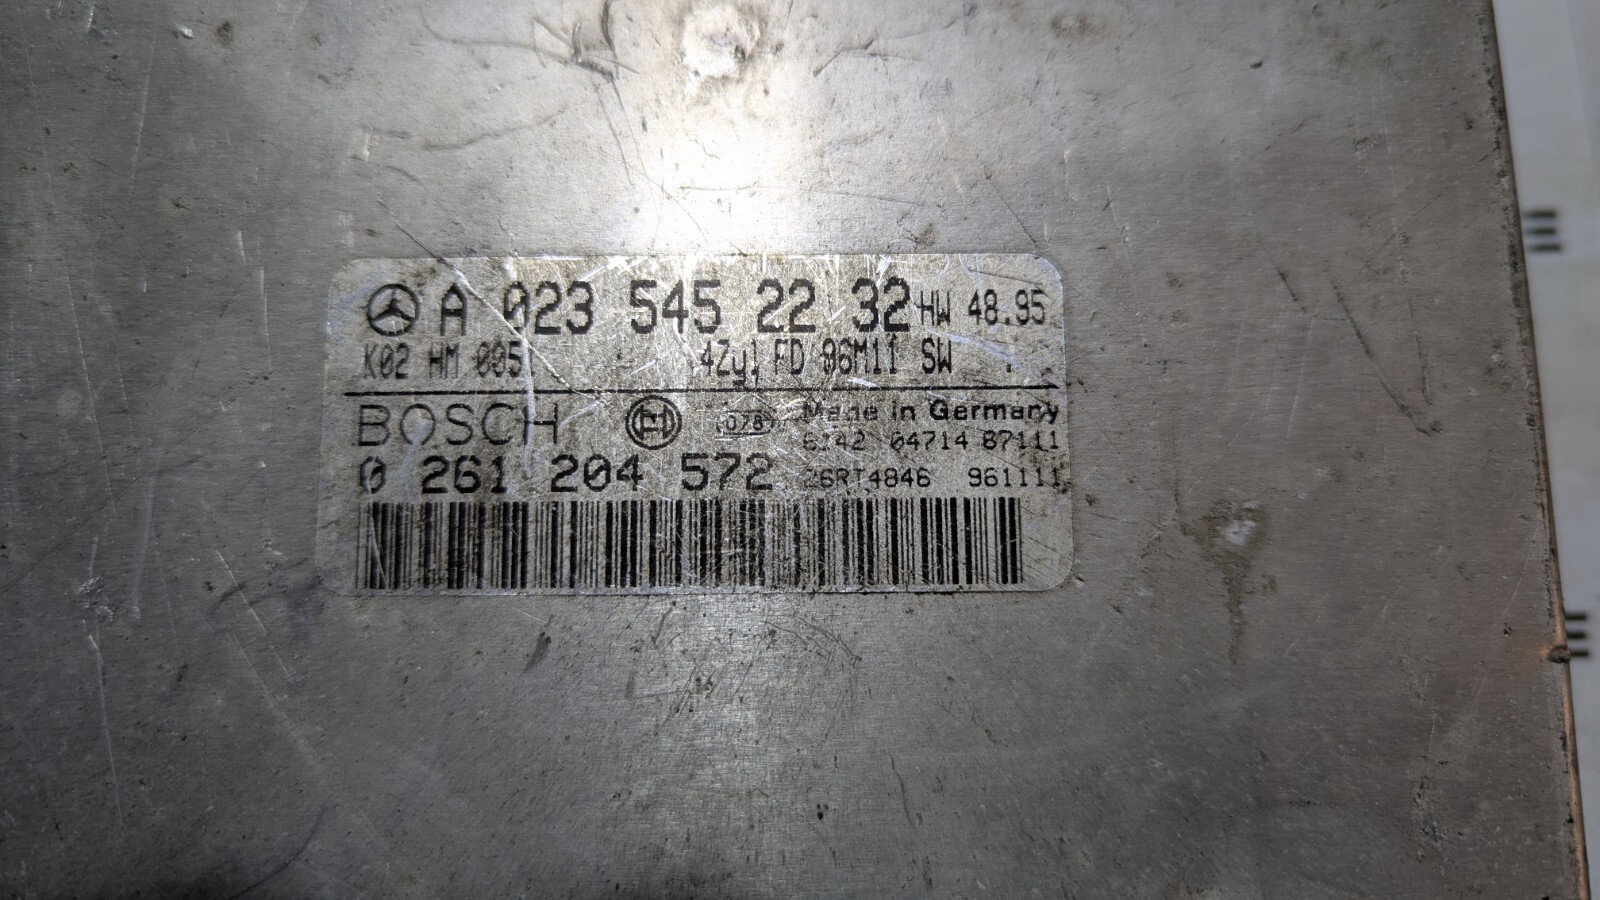 A 023 545 22 32 HW 48.95
K02 HM 005 4Zyl FD 96M11 SW
BOSCH Made in Germany
04714 87111
0 261 204 572 26RT4846 961111